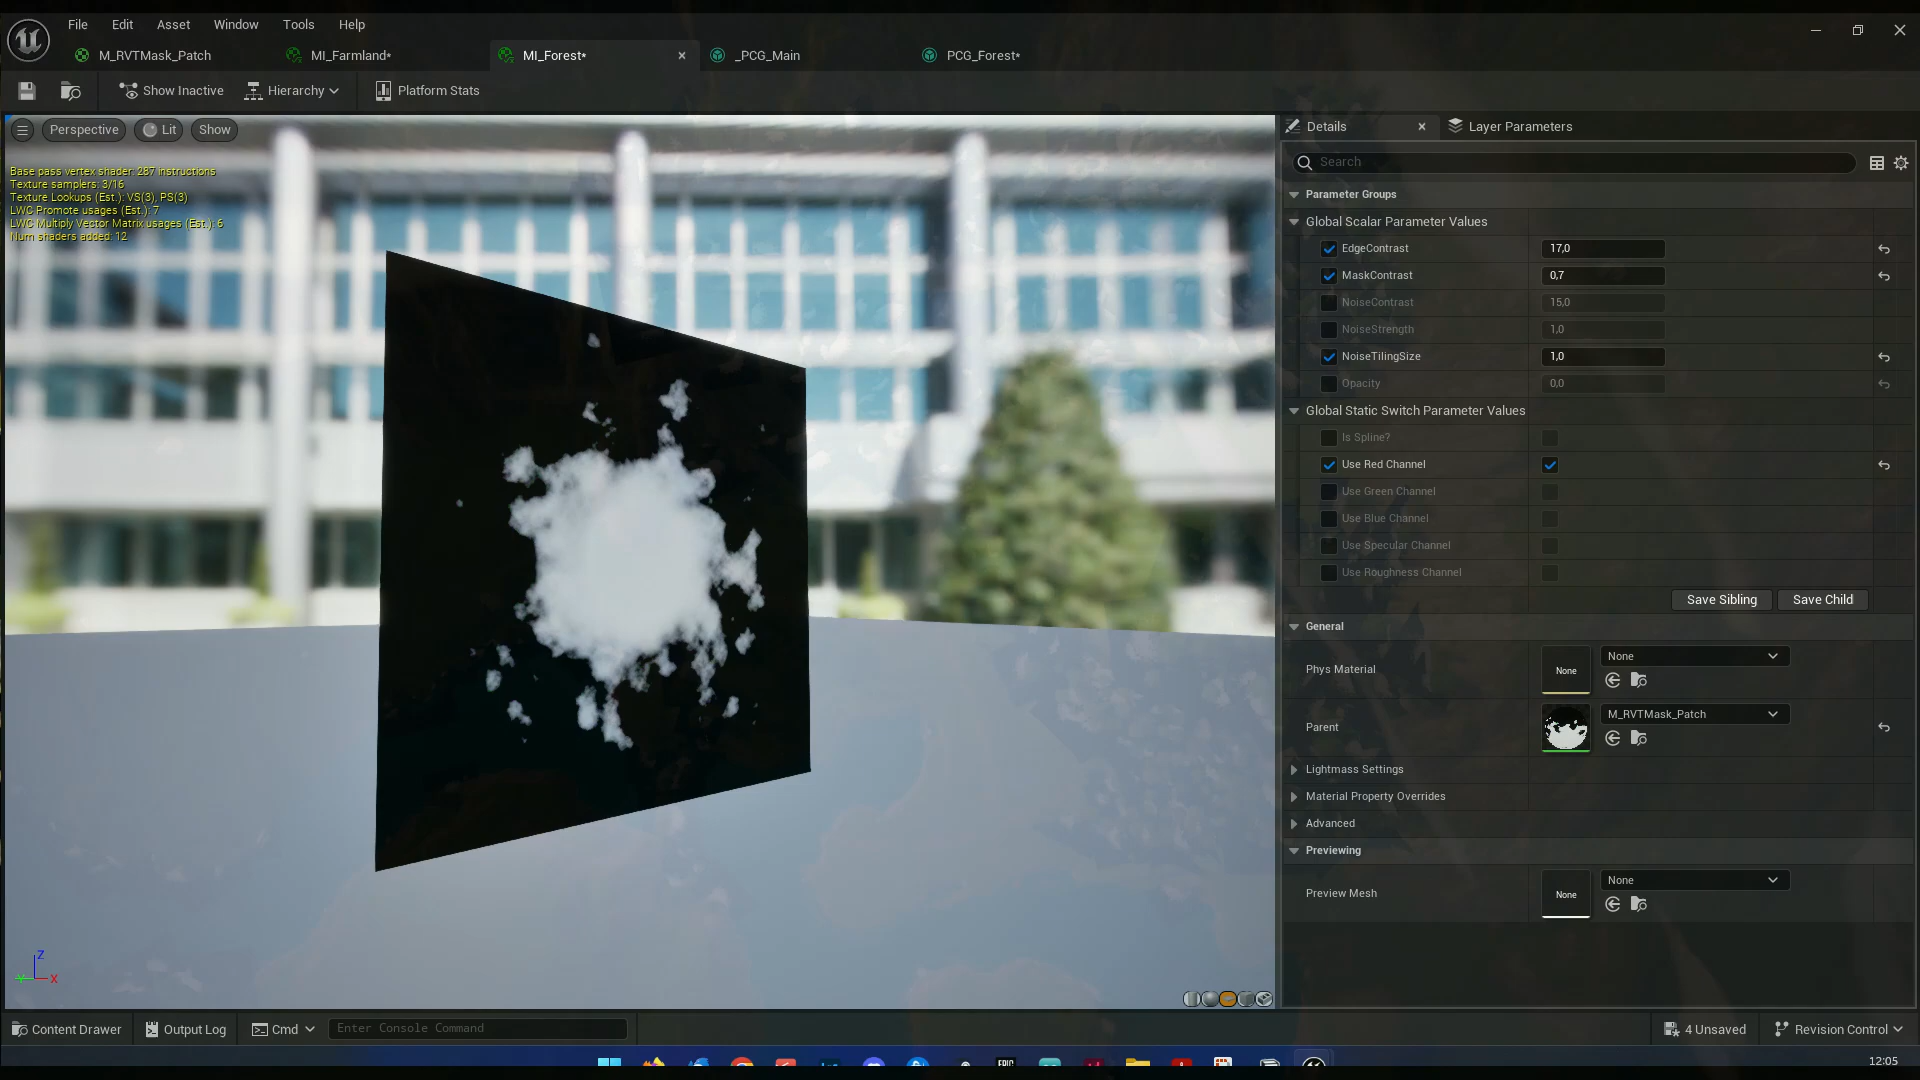 File Edit Asset Window Tools Help
M_RVTMask_Patch MI_Farmland* MI_Forest* _PCG_Main PCG_Forest*
Show Inactive Hierarchy Platform Stats
Perspective Lit Show
Base pass vertex shader: 287 instructions
Texture samplers: 3/16
Texture Lookups (Est.): VS(3), PS(3)
LWC Promote usages (Est.): 7
LWC Multiply Vector Matrix usages (Est.): 6
Num shaders added: 12
Z
Y X
Details Layer Parameters
Search
Parameter Groups
Global Scalar Parameter Values
EdgeContrast 17,0
MaskContrast 0,7
NoiseContrast 15,0
NoiseStrength 1,0
NoiseTilingSize 1,0
Opacity 0,0
Global Static Switch Parameter Values
Is Spline?
Use Red Channel
Use Green Channel
Use Blue Channel
Use Specular Channel
Use Roughness Channel
Save Sibling Save Child
General
Phys Material None None
Parent M_RVTMask_Patch
Lightmass Settings
Material Property Overrides
Advanced
Previewing
Preview Mesh None None
Content Drawer Output Log Cmd Enter Console Command 4 Unsaved Revision Control
EPIC
12:05